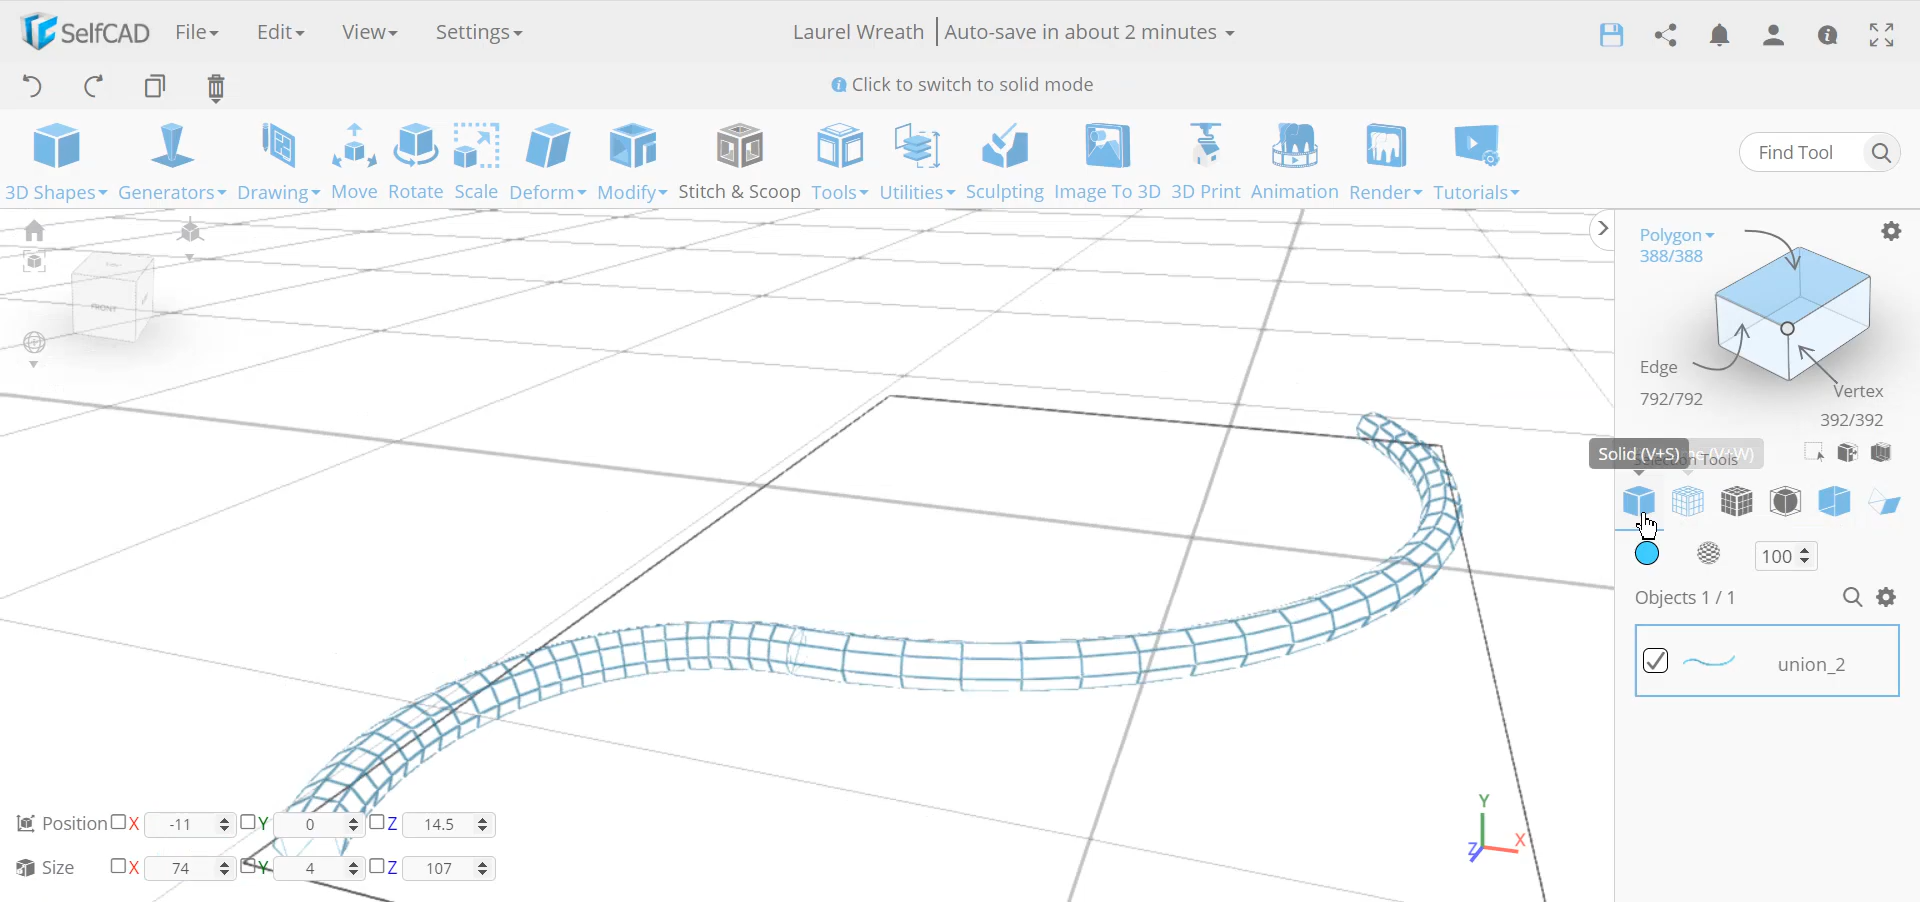 SelfCAD File Edit View Settings Laurel Wreath Auto-save in about 2 minutes
Click to switch to solid mode
3D Shapes Generators Drawing Move Rotate Scale Deform Modify Stitch & Scoop Tools Utilities Sculpting Image To 3D 3D Print Animation Render Tutorials Find Tool
Polygon
388/388
FRONT
Edge
792/792
Vertex
392/392
Solid (V+S)
Selection Tools
100
Objects 1 / 1
union_2
Position X -11 Y 0 Z 14.5
Size X 74 Y 4 Z 107
Y
X
Z